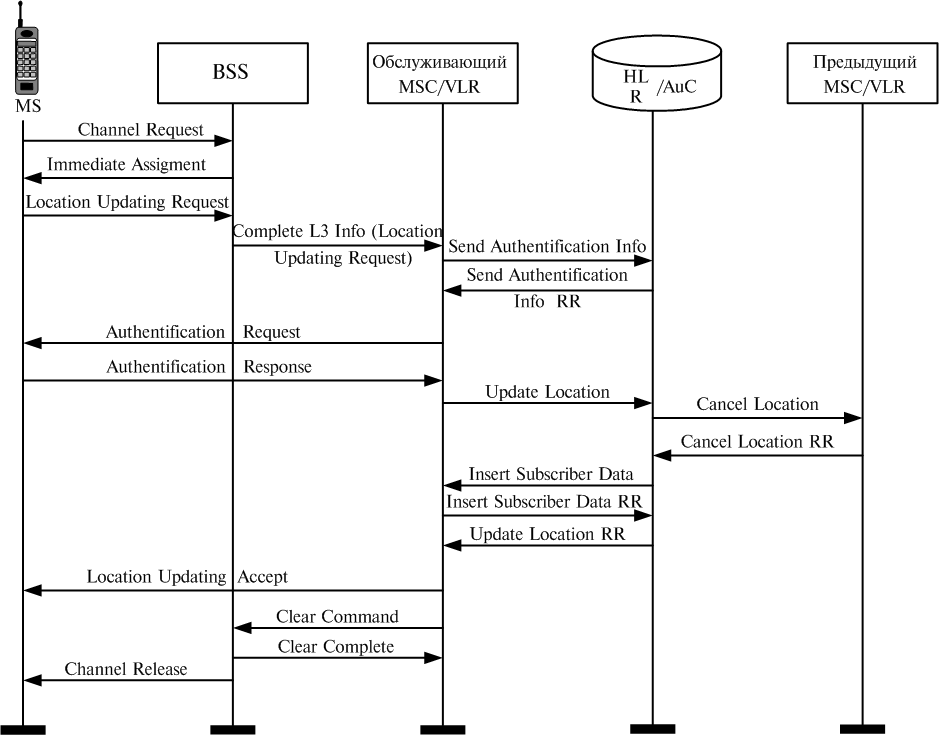 MS
BSS
Обслуживающий
MSC/VLR
HL
R /AuC
Предыдущий
MSC/VLR
Channel Request
Immediate Assigment
Location Updating Request
Complete L3 Info (Location
Updating Request)
Send Authentification Info
Send Authentification
Info RR
Authentification Request
Authentification Response
Update Location
Cancel Location
Cancel Location RR
Insert Subscriber Data
Insert Subscriber Data RR
Update Location RR
Location Updating Accept
Clear Command
Clear Complete
Channel Release